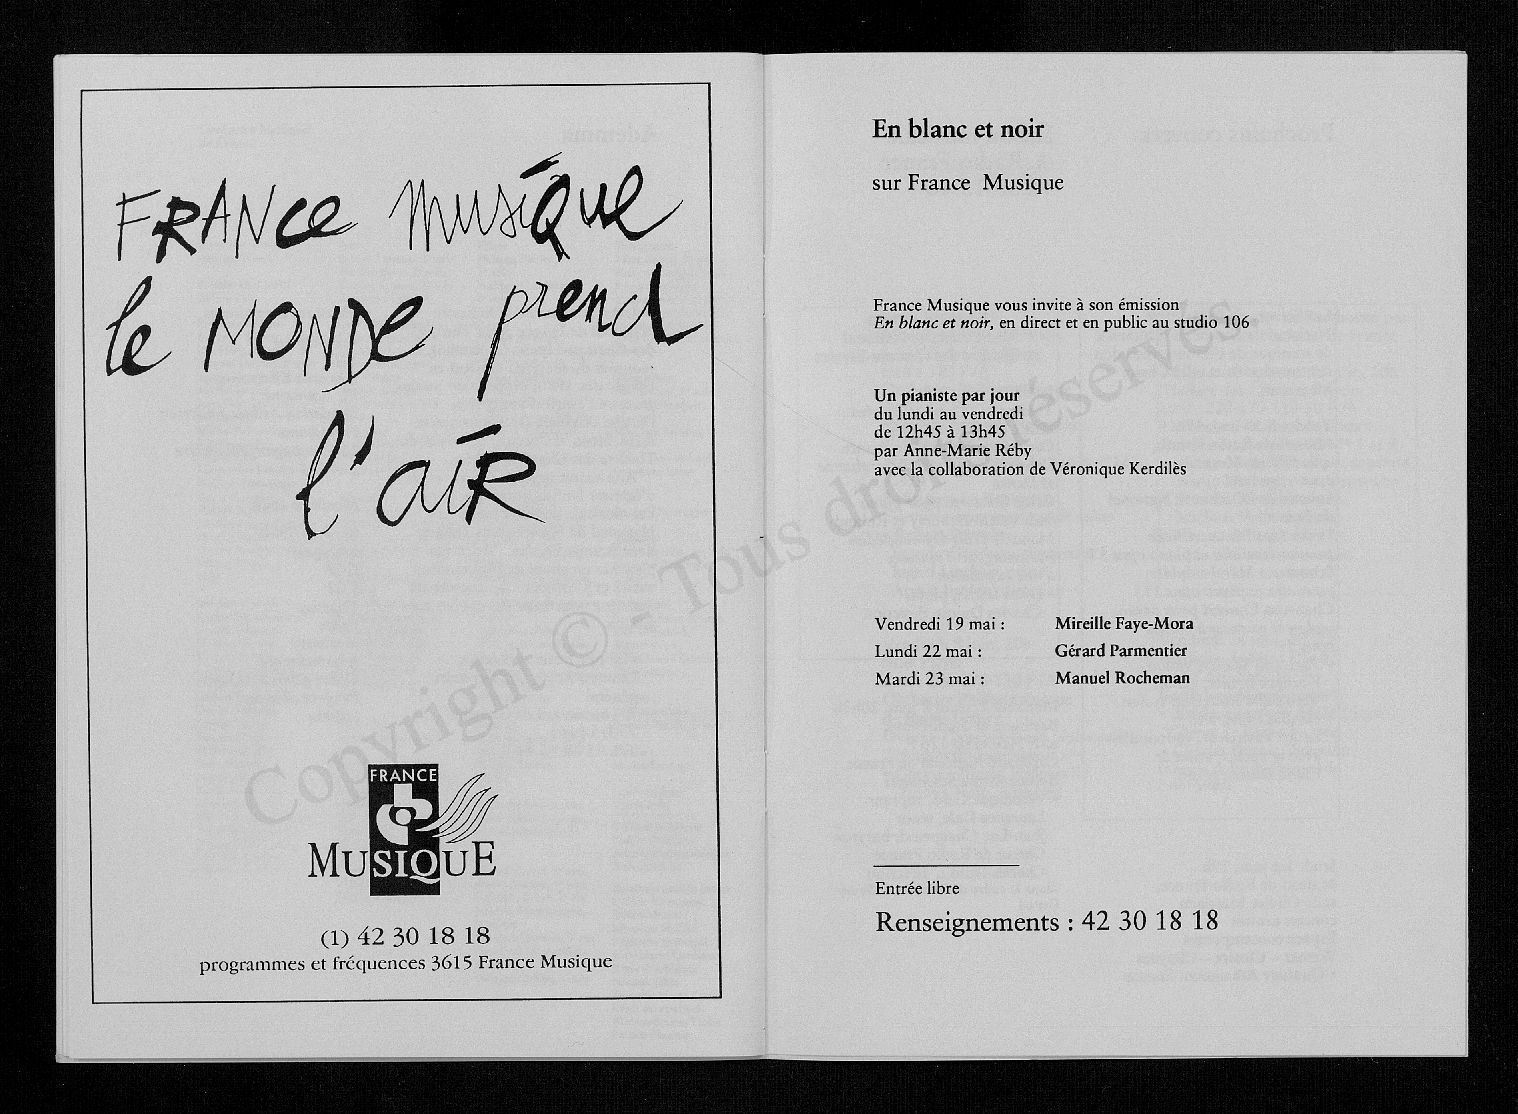 FRANCE MUSIQUE
le MONDE prend
l'aiR
FRANCE
MUSIQUE
(1) 42 30 18 18
programmes et fréquences 3615 France Musique
En blanc et noir
sur France Musique
France Musique vous invite à son émission
En blanc et noir, en direct et en public au studio 106
Un pianiste par jour
du lundi au vendredi
de 12h45 à 13h45
par Anne-Marie Réby
avec la collaboration de Véronique Kerdilès
Vendredi 19 mai : Mireille Faye-Mora
Lundi 22 mai : Gérard Parmentier
Mardi 23 mai : Manuel Rocheman
Entrée libre
Renseignements : 42 30 18 18
Copyright © - Tous droits réservés